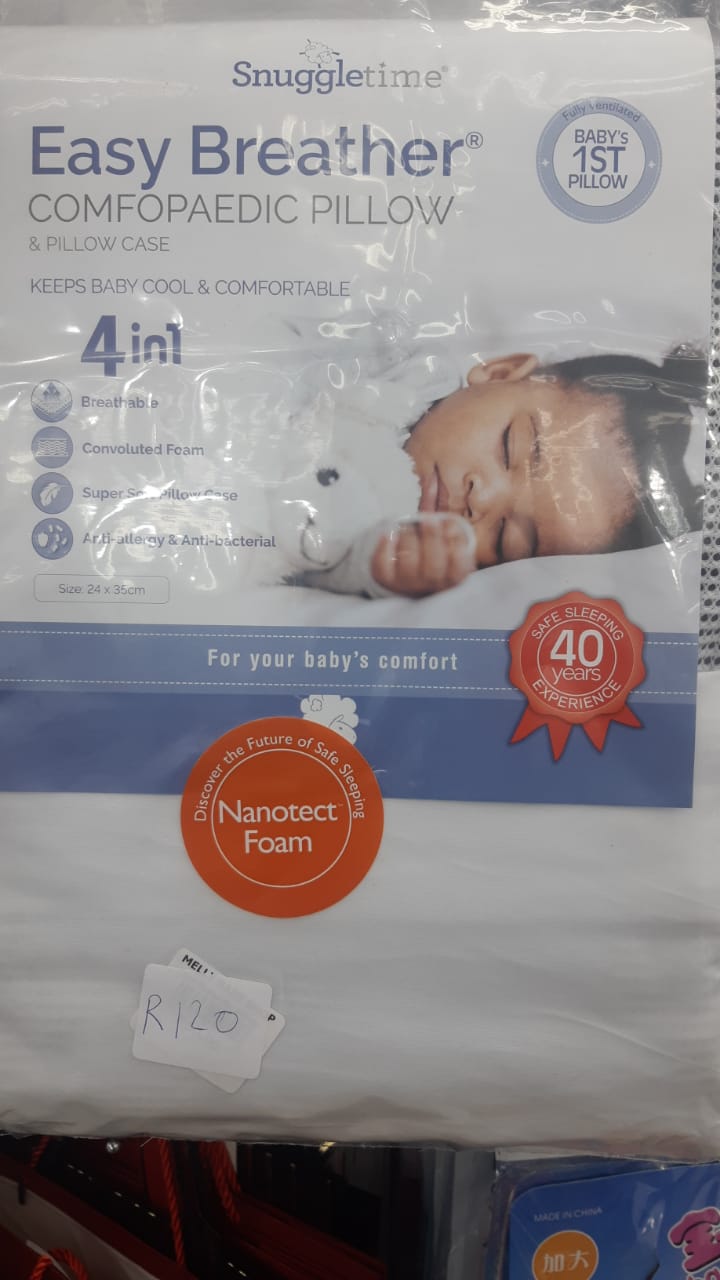 Snuggletime®
Easy Breather®
COMFOPAEDIC PILLOW
& PILLOW CASE
KEEPS BABY COOL & COMFORTABLE
Fully Ventilated
BABY'S
1ST
PILLOW
4in1
Breathable
Convoluted Foam
Super Soft Pillow Case
Anti-allergy & Anti-bacterial
Size: 24 x 35cm
For your baby's comfort
SAFE SLEEPING
40
years
EXPERIENCE
Discover the Future of Safe Sleeping
Nanotect™
Foam
R120
MADE IN CHINA
加大